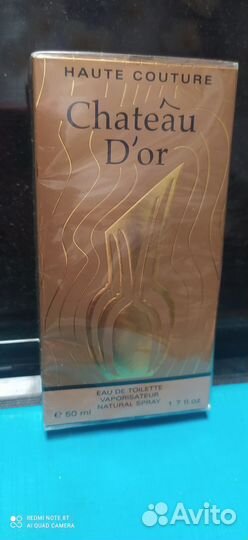 HAUTE COUTURE
Chateâu
D'or
EAU DE TOILETTE
VAPORISATEUR
NATURAL SPRAY
e 50 ml
1.7 fl.oz
REDMI NOTE 8T
AI QUAD CAMERA
Avito